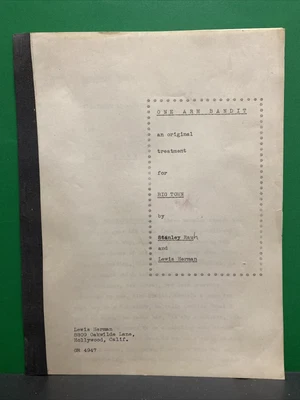 ONE ARM BANDIT
an original
treatment
for
BIG TOWN
by
Stanley
and
Lewis Herman
Lewis Herman
Oakwilde Lane,
Hollywood, Calif.